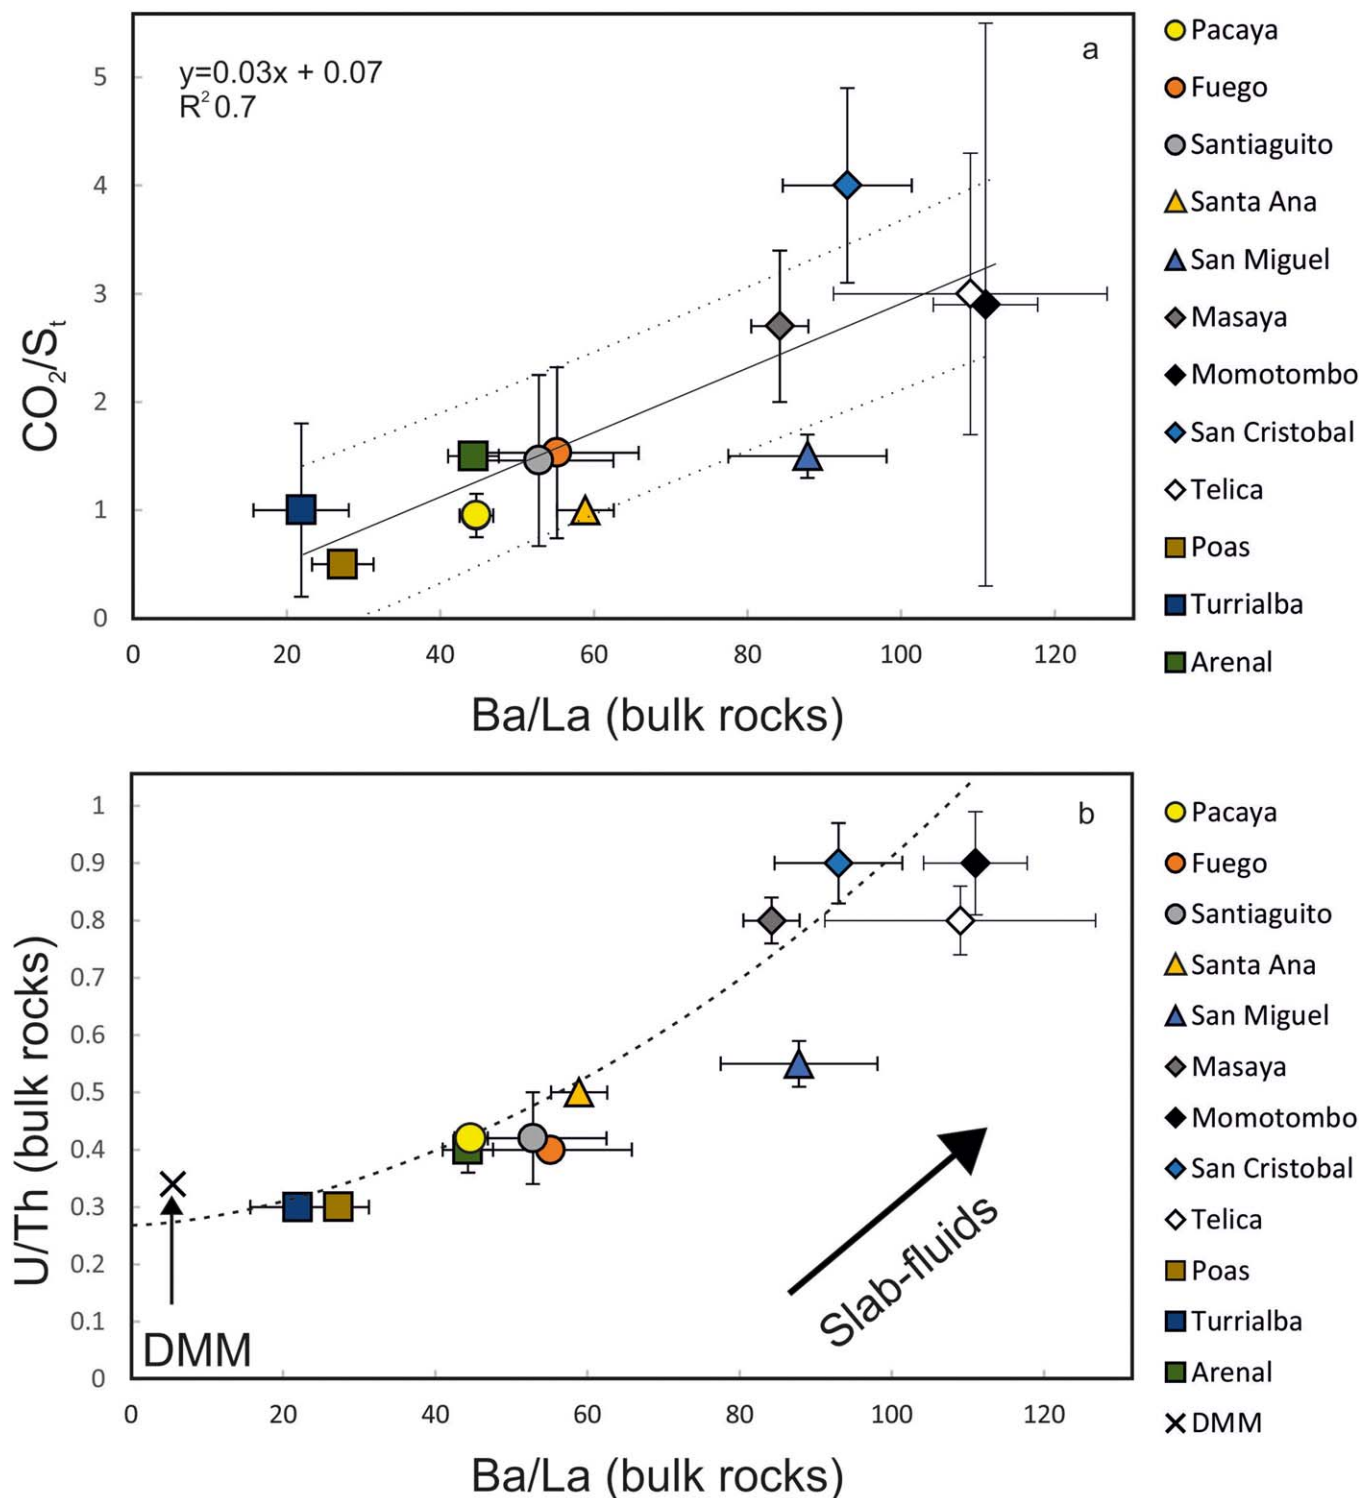 a
y=0.03x + 0.07
R² 0.7
5
4
3
2
1
0
CO₂/Sₜ
0 20 40 60 80 100 120
Ba/La (bulk rocks)
Pacaya
Fuego
Santiaguito
Santa Ana
San Miguel
Masaya
Momotombo
San Cristobal
Telica
Poas
Turrialba
Arenal
b
1
0.9
0.8
0.7
0.6
0.5
0.4
0.3
0.2
0.1
0
U/Th (bulk rocks)
DMM
Slab-fluids
0 20 40 60 80 100 120
Ba/La (bulk rocks)
Pacaya
Fuego
Santiaguito
Santa Ana
San Miguel
Masaya
Momotombo
San Cristobal
Telica
Poas
Turrialba
Arenal
DMM